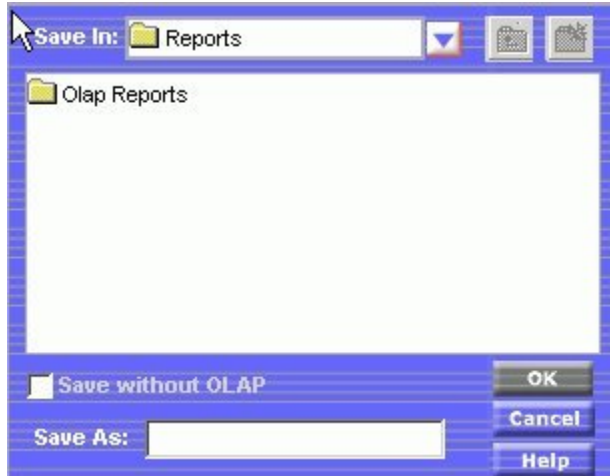 Save In: Reports
Olap Reports
Save without OLAP
OK
Cancel
Save As:
Help